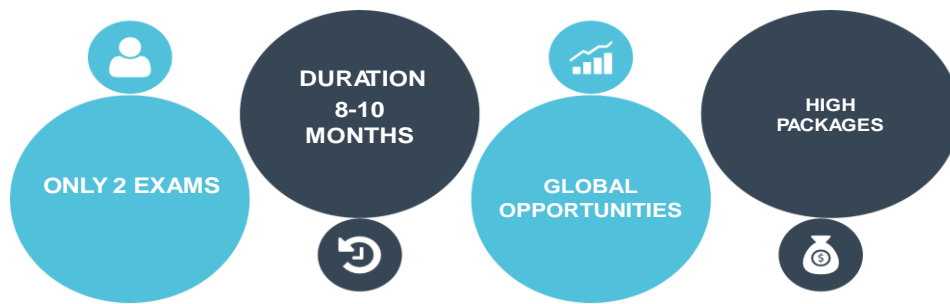 ONLY 2 EXAMS
DURATION
8-10
MONTHS
GLOBAL
OPPORTUNITIES
HIGH
PACKAGES
$